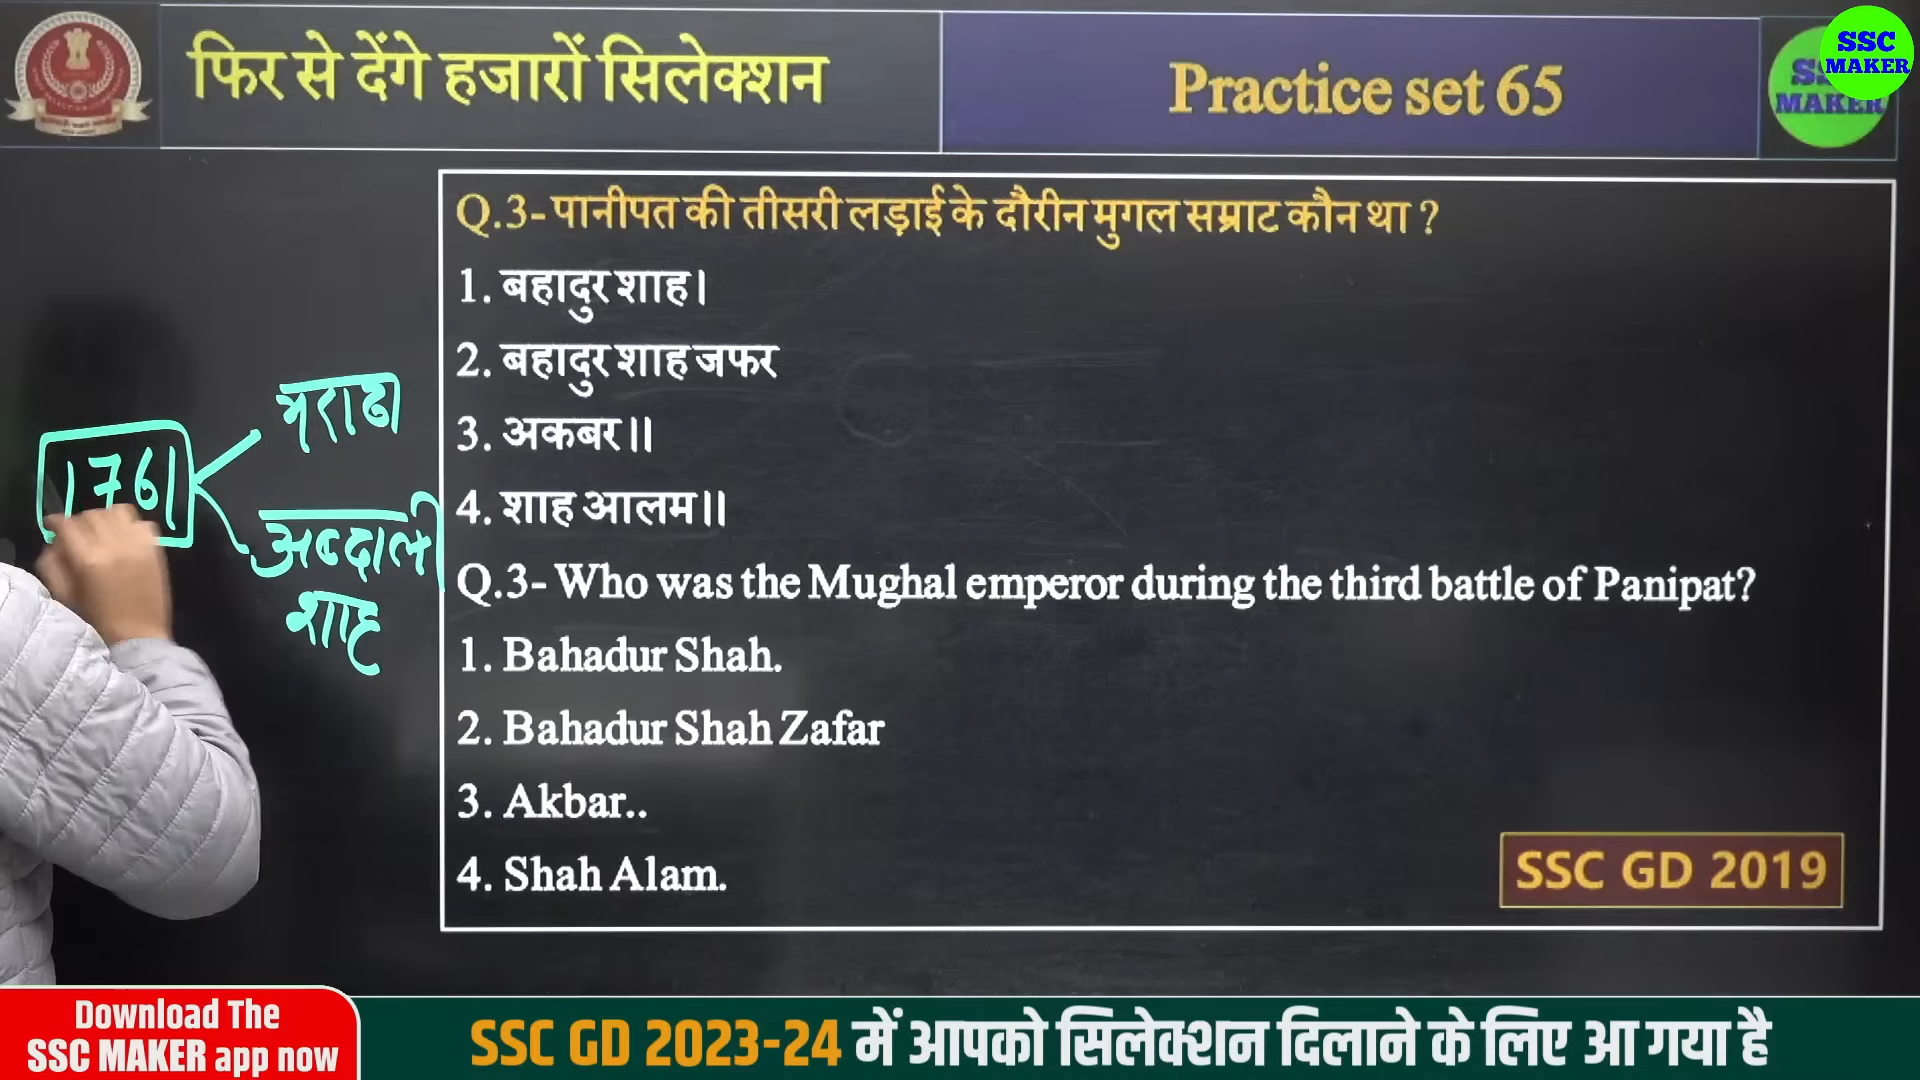 फिर से देंगे हजारों सिलेक्शन
Practice set 65
SSC
MAKER
MAKER
Q.3- पानीपत की तीसरी लड़ाई के दौरीन मुगल सम्राट कौन था ?
1. बहादुर शाह।
2. बहादुर शाह जफर
3. अकबर॥
4. शाह आलम॥
Q.3- Who was the Mughal emperor during the third battle of Panipat?
1. Bahadur Shah.
2. Bahadur Shah Zafar
3. Akbar..
4. Shah Alam.
SSC GD 2019
1761
मराठा
अब्दाली
शाह
Download The
SSC MAKER app now
SSC GD 2023-24 में आपको सिलेक्शन दिलाने के लिए आ गया है